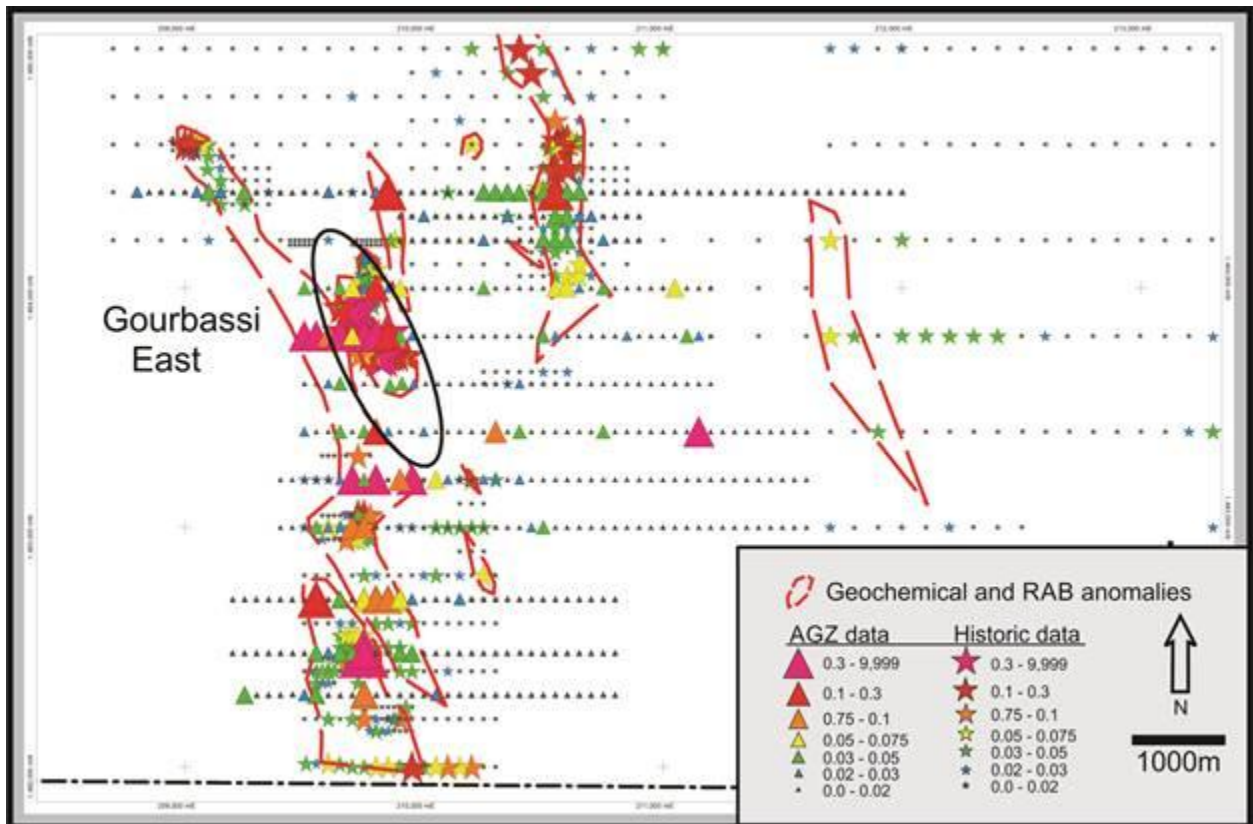 Gourbassi
East
Geochemical and RAB anomalies
AGZ data Historic data
0.3 - 9,999 0.3 - 9,999
0.1 - 0.3 0.1 - 0.3
0.75 - 0.1 0.75 - 0.1
0.05 - 0.075 0.05 - 0.075
0.03 - 0.05 0.03 - 0.05
0.02 - 0.03 0.02 - 0.03
0.0 - 0.02 0.0 - 0.02
N
1000m